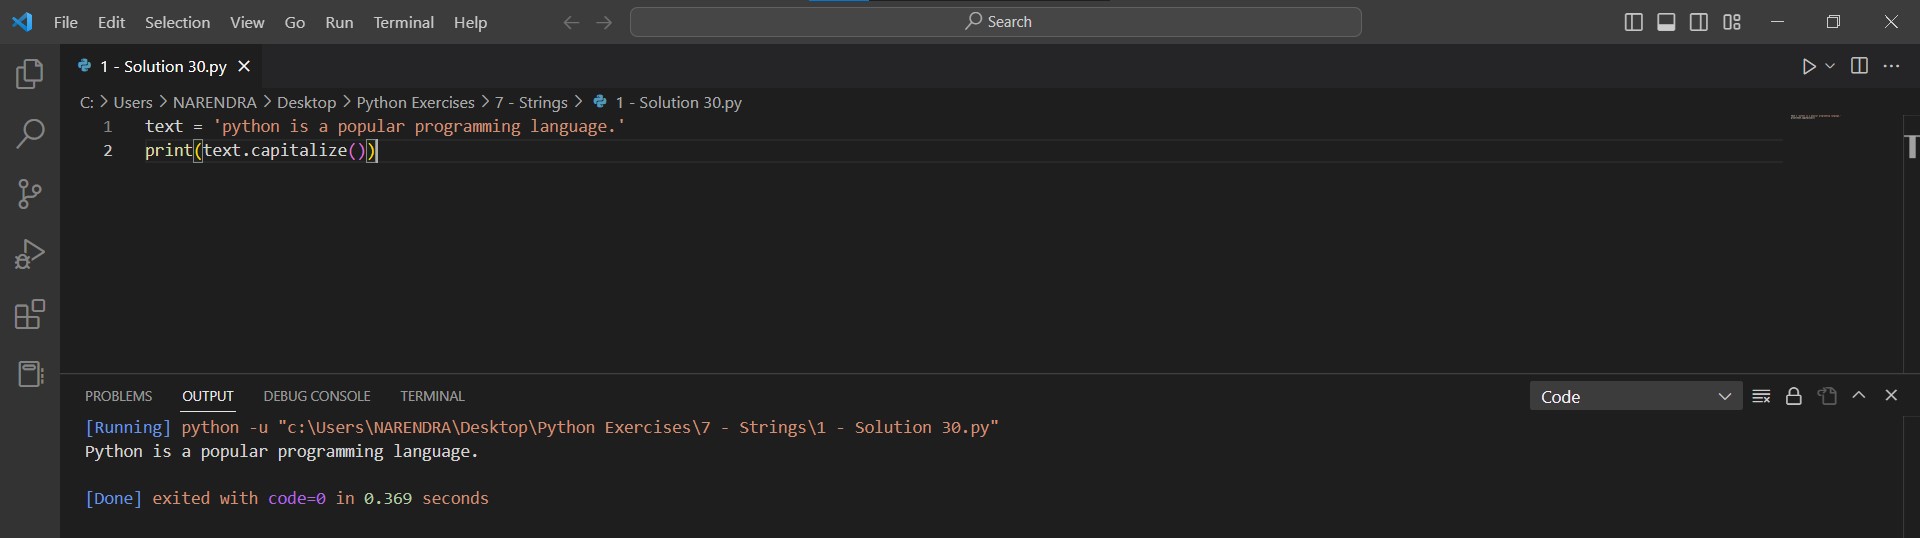 File Edit Selection View Go Run Terminal Help Search
1 - Solution 30.py
C: > Users > NARENDRA > Desktop > Python Exercises > 7 - Strings > 1 - Solution 30.py
1 text = 'python is a popular programming language.'
2 print(text.capitalize())
PROBLEMS OUTPUT DEBUG CONSOLE TERMINAL Code
[Running] python -u "c:\Users\NARENDRA\Desktop\Python Exercises\7 - Strings\1 - Solution 30.py"
Python is a popular programming language.
[Done] exited with code=0 in 0.369 seconds